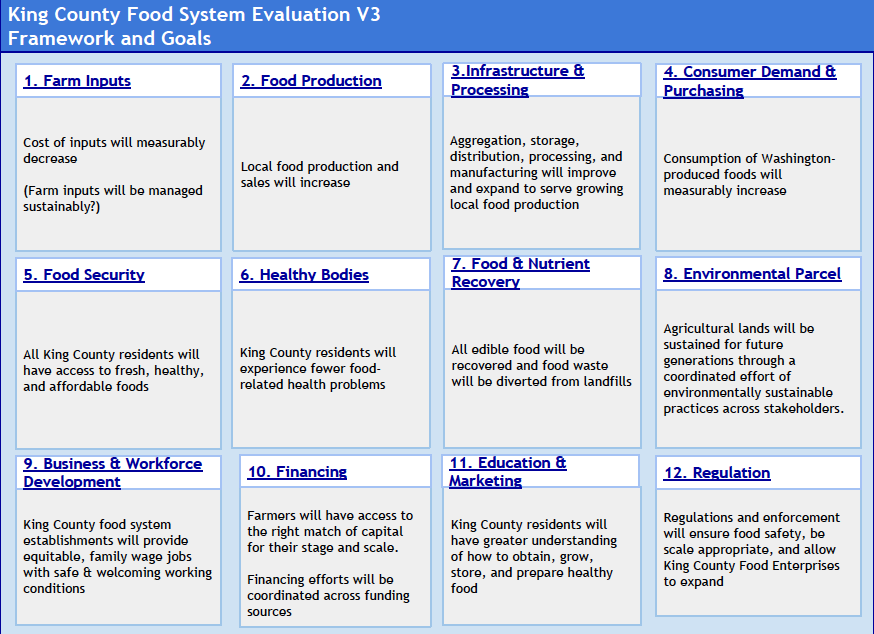 King County Food System Evaluation V3
Framework and Goals
1. Farm Inputs
Cost of inputs will measurably
decrease
(Farm inputs will be managed
sustainably?)
2. Food Production
Local food production and
sales will increase
3.Infrastructure &
Processing
Aggregation, storage,
distribution, processing, and
manufacturing will improve
and expand to serve growing
local food production
4. Consumer Demand &
Purchasing
Consumption of Washington-
produced foods will
measurably increase
5. Food Security
All King County residents will
have access to fresh, healthy,
and affordable foods
6. Healthy Bodies
King County residents will
experience fewer food-
related health problems
7. Food & Nutrient
Recovery
All edible food will be
recovered and food waste
will be diverted from landfills
8. Environmental Parcel
Agricultural lands will be
sustained for future
generations through a
coordinated effort of
environmentally sustainable
practices across stakeholders.
9. Business & Workforce
Development
King County food system
establishments will provide
equitable, family wage jobs
with safe & welcoming working
conditions
10. Financing
Farmers will have access to
the right match of capital
for their stage and scale.
Financing efforts will be
coordinated across funding
sources
11. Education &
Marketing
King County residents will
have greater understanding
of how to obtain, grow,
store, and prepare healthy
food
12. Regulation
Regulations and enforcement
will ensure food safety, be
scale appropriate, and allow
King County Food Enterprises
to expand